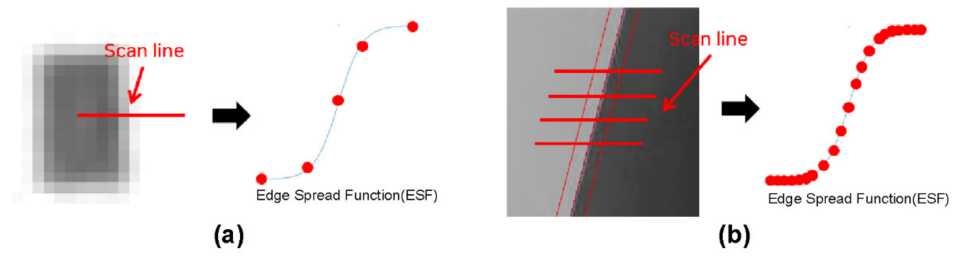 Scan line
Edge Spread Function(ESF)
(a)
Scan line
Edge Spread Function(ESF)
(b)